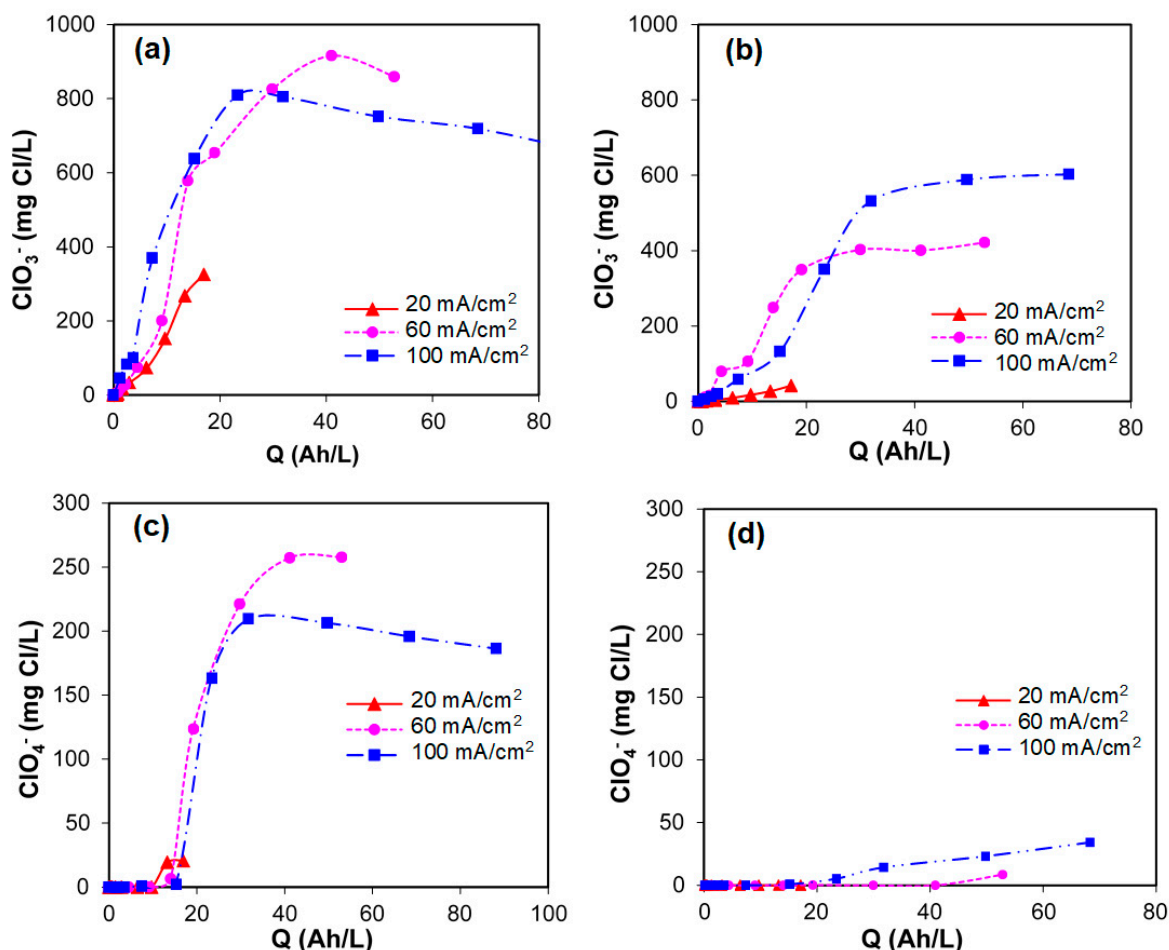 (a)
ClO₃⁻ (mg Cl/L)
1000
800
600
400
200
0
20 mA/cm²
60 mA/cm²
100 mA/cm²
0 20 40 60 80
Q (Ah/L)
(b)
ClO₃⁻ (mg Cl/L)
1000
800
600
400
200
0
20 mA/cm²
60 mA/cm²
100 mA/cm²
0 20 40 60 80
Q (Ah/L)
(c)
ClO₄⁻ (mg Cl/L)
300
250
200
150
100
50
0
20 mA/cm²
60 mA/cm²
100 mA/cm²
0 20 40 60 80 100
Q (Ah/L)
(d)
ClO₄⁻ (mg Cl/L)
300
250
200
150
100
50
0
20 mA/cm²
60 mA/cm²
100 mA/cm²
0 20 40 60 80
Q (Ah/L)